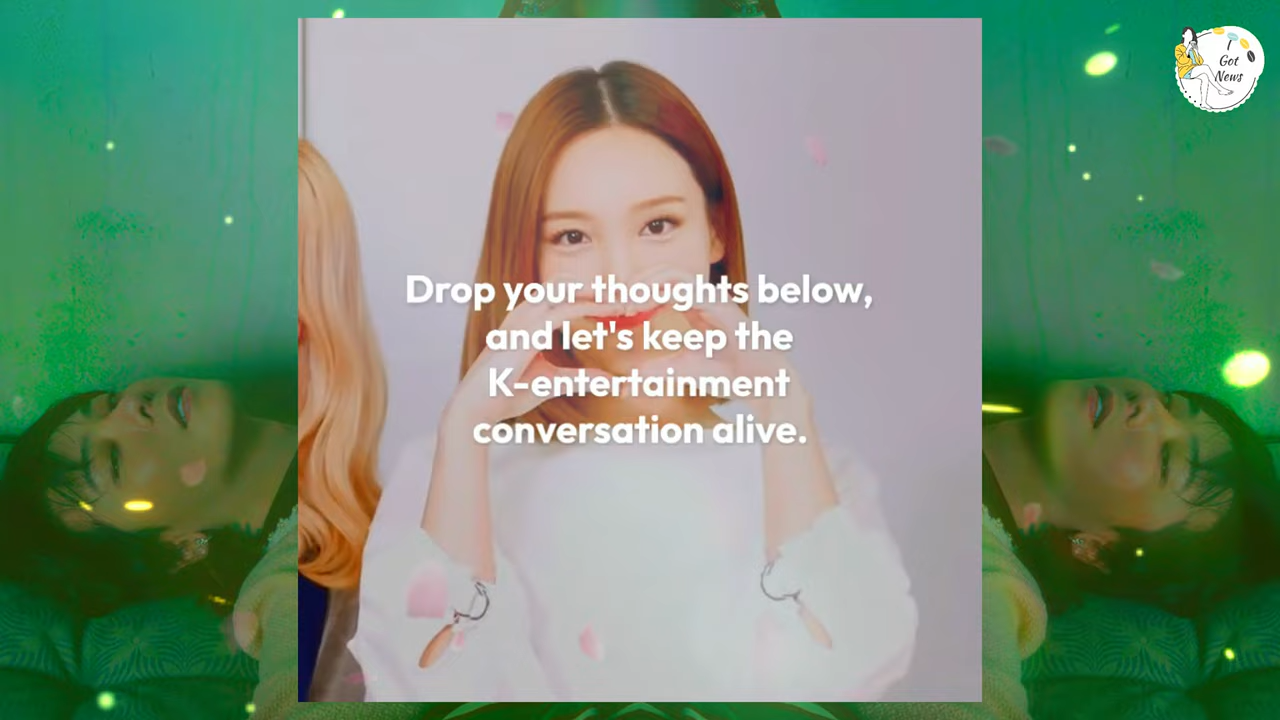 I
Got
News
Drop your thoughts below,
and let's keep the
K-entertainment
conversation alive.